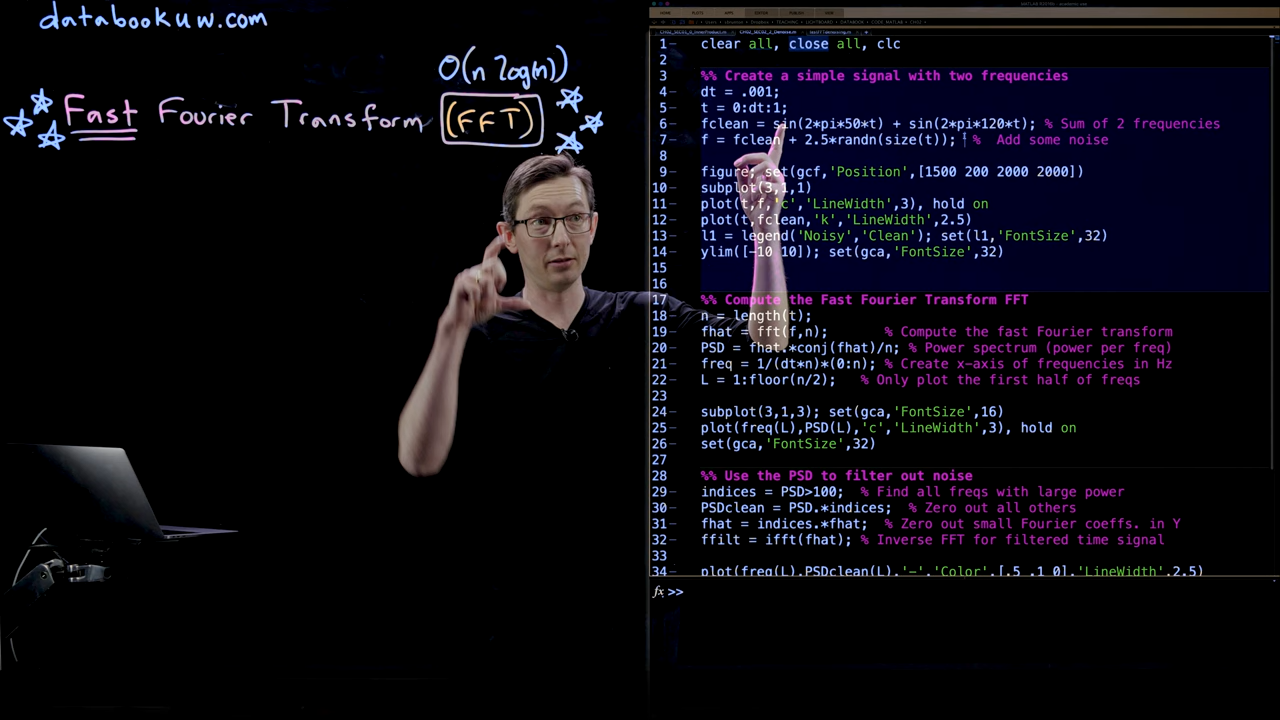 databookuw.com
O(n log(n))
Fast Fourier Transform (FFT)
HOME PLOTS APPS EDITOR PUBLISH VIEW
1 clear all, close all, clc
2
3 %% Create a simple signal with two frequencies
4 dt = .001;
5 t = 0:dt:1;
6 fclean = sin(2*pi*50*t) + sin(2*pi*120*t); % Sum of 2 frequencies
7 f = fclean + 2.5*randn(size(t)); % Add some noise
8
9 figure; set(gcf,'Position',[1500 200 2000 2000])
10 subplot(3,1,1)
11 plot(t,f,'c','LineWidth',3), hold on
12 plot(t,fclean,'k','LineWidth',2.5)
13 l1 = legend('Noisy','Clean'); set(l1,'FontSize',32)
14 ylim([-10 10]); set(gca,'FontSize',32)
15
16
17 %% Compute the Fast Fourier Transform FFT
18 n = length(t);
19 fhat = fft(f,n); % Compute the fast Fourier transform
20 PSD = fhat.*conj(fhat)/n; % Power spectrum (power per freq)
21 freq = 1/(dt*n)*(0:n); % Create x-axis of frequencies in Hz
22 L = 1:floor(n/2); % Only plot the first half of freqs
23
24 subplot(3,1,3); set(gca,'FontSize',16)
25 plot(freq(L),PSD(L),'c','LineWidth',3), hold on
26 set(gca,'FontSize',32)
27
28 %% Use the PSD to filter out noise
29 indices = PSD>100; % Find all freqs with large power
30 PSDclean = PSD.*indices; % Zero out all others
31 fhat = indices.*fhat; % Zero out small Fourier coeffs. in Y
32 ffilt = ifft(fhat); % Inverse FFT for filtered time signal
33
34 plot(freq(L),PSDclean(L),'-','Color',[.5 .1 0],'LineWidth',2.5)
fx >>